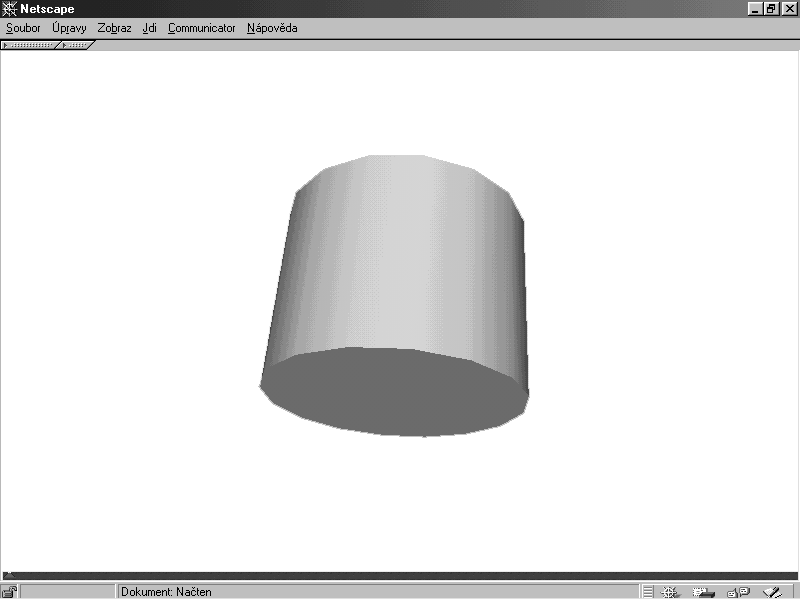 Netscape
Soubor Úpravy Zobraz Jdi Communicator Nápověda
Dokument: Načten